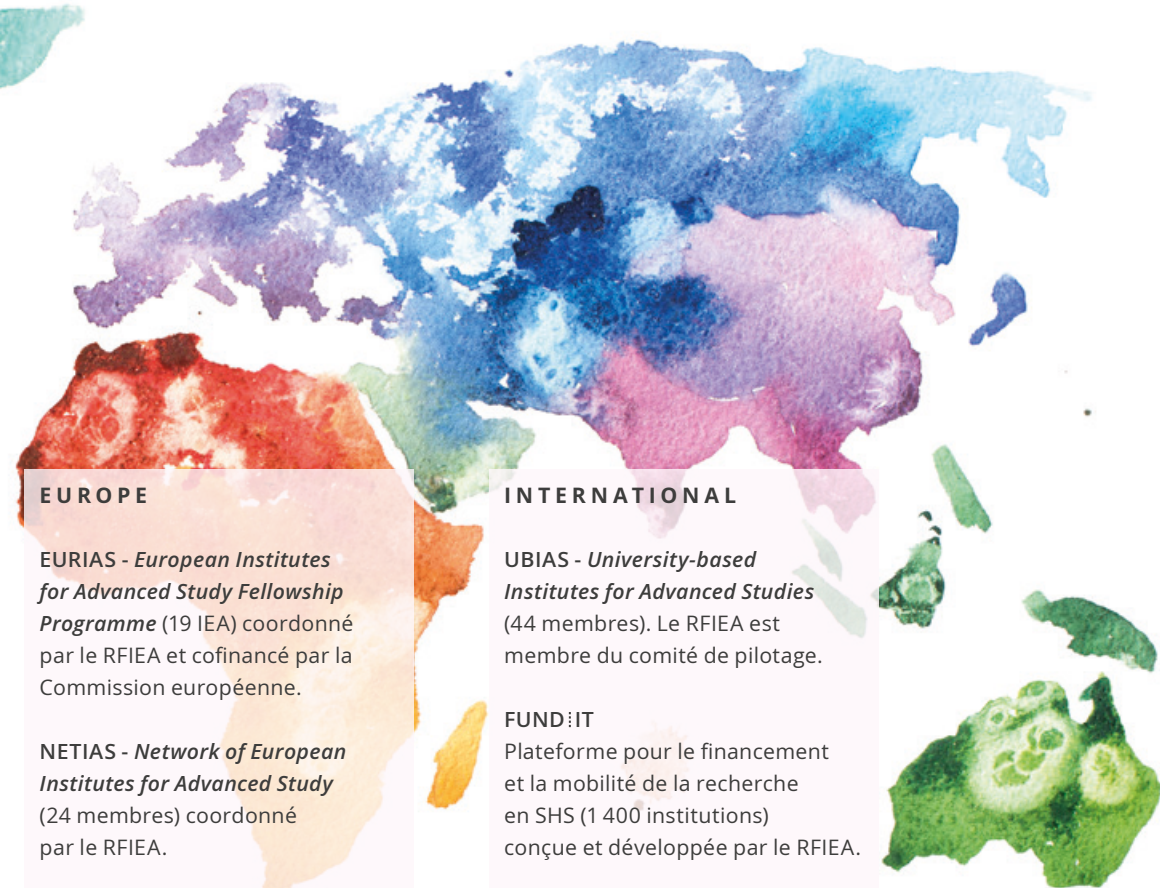 EUROPE
EURIAS - European Institutes
for Advanced Study Fellowship
Programme (19 IEA) coordonné
par le RFIEA et cofinancé par la
Commission européenne.
NETIAS - Network of European
Institutes for Advanced Study
(24 membres) coordonné
par le RFIEA.
INTERNATIONAL
UBIAS - University-based
Institutes for Advanced Studies
(44 membres). Le RFIEA est
membre du comité de pilotage.
FUND⁞IT
Plateforme pour le financement
et la mobilité de la recherche
en SHS (1 400 institutions)
conçue et développée par le RFIEA.